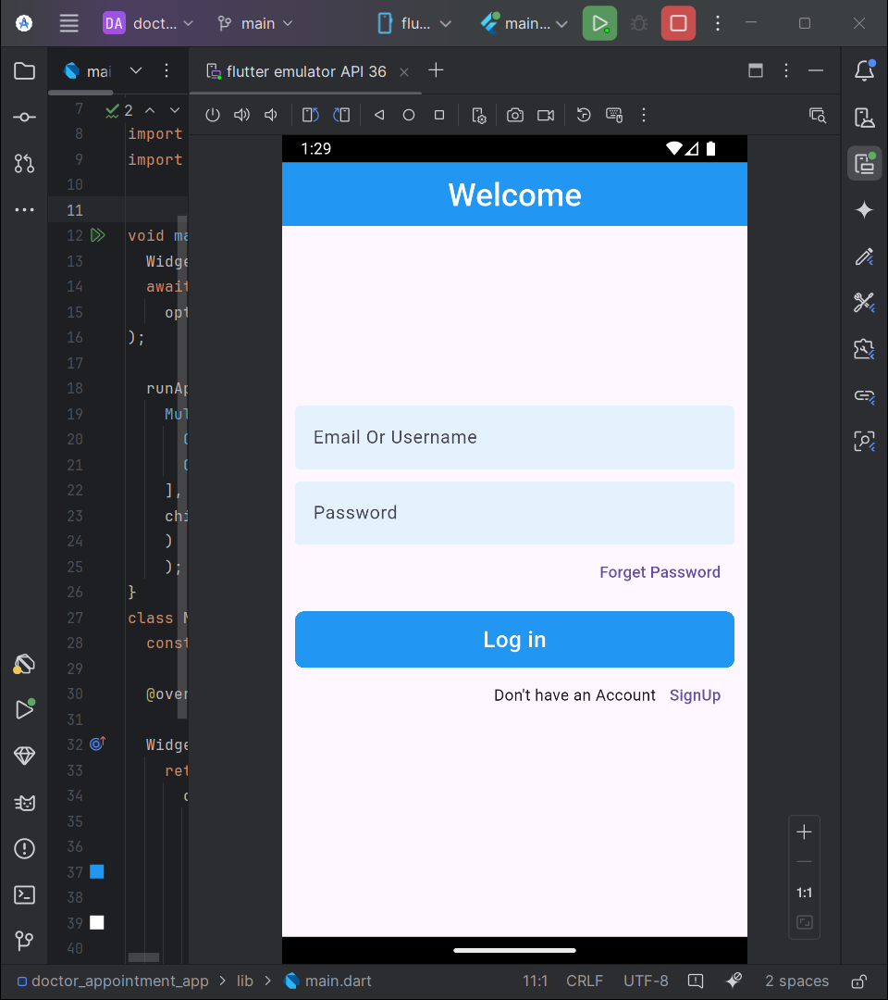 DA doct... main flu... main...
mai flutter emulator API 36
7 2
8 import
9 import
10
11
12 void ma
13 Widge
14 await
15 opt
16 );
17
18 runAp
19 Mul
20
21
22 ],
23 chi
24 )
25 );
26 }
27 class
28 const
29
30 @over
31
32 Widge
33 ret
34
35
36
37
38
39
40
1:29
Welcome
Email Or Username
Password
Forget Password
Log in
Don't have an Account SignUp
1:1
doctor_appointment_app > lib > main.dart 11:1 CRLF UTF-8 2 spaces